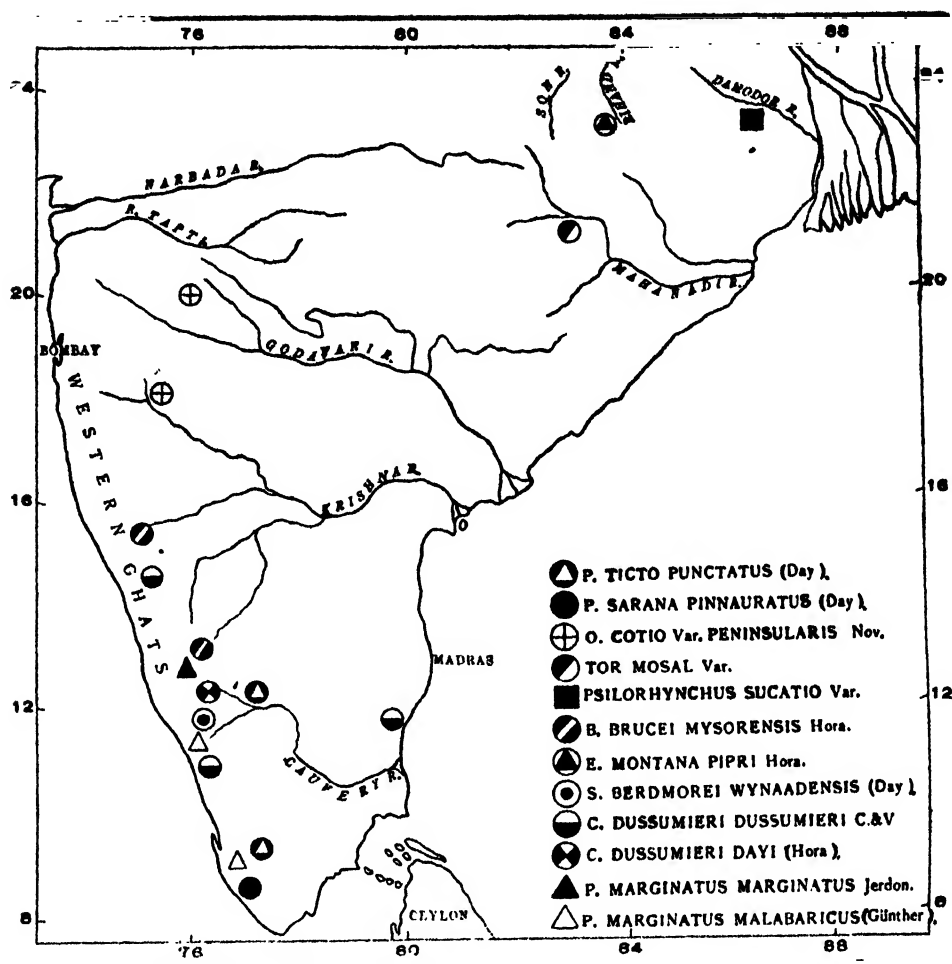 76 80 84 88
SON R.
DAMODOR R.
24 24
NARBADA R.
R. TAPTI.
MAHANADI R.
20 20
BOMBAY
GODAVARI R.
WESTERN GHATS
KRISHNA R.
16 16
MADRAS
12 12
CAUVERY R.
CEYLON
8 8
76 80 84 88
P. TICTO PUNCTATUS (Day).
P. SARANA PINNAURATUS (Day).
O. COTIO Var. PENINSULARIS Nov.
TOR MOSAL Var.
PSILORHYNCHUS SUCATIO Var.
B. BRUCEI MYSORENSIS Hora.
E. MONTANA PIPRI Hora.
S. BERDMOREI WYNAADENSIS (Day).
C. DUSSUMIERI DUSSUMIERI C.&V
C. DUSSUMIERI DAYI (Hora).
P. MARGINATUS MARGINATUS Jerdon.
P. MARGINATUS MALABARICUS (Günther).